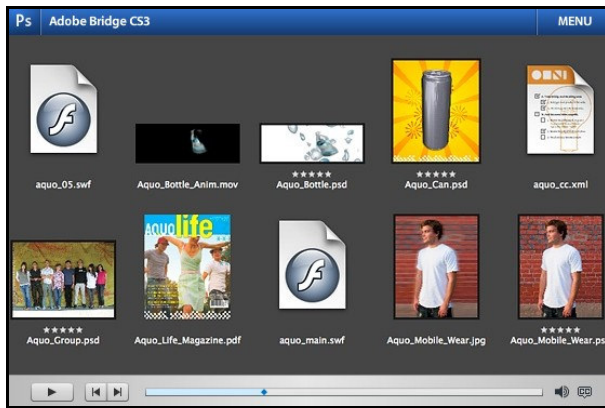 Ps Adobe Bridge CS3 MENU
aquo_05.swf
Aquo_Bottle_Anim.mov
Aquo_Bottle.psd
Aquo_Can.psd
aquo_cc.xml
AQUO life
Aquo_Group.psd
Aquo_Life_Magazine.pdf
aquo_main.swf
Aquo_Mobile_Wear.jpg
Aquo_Mobile_Wear.ps
CC